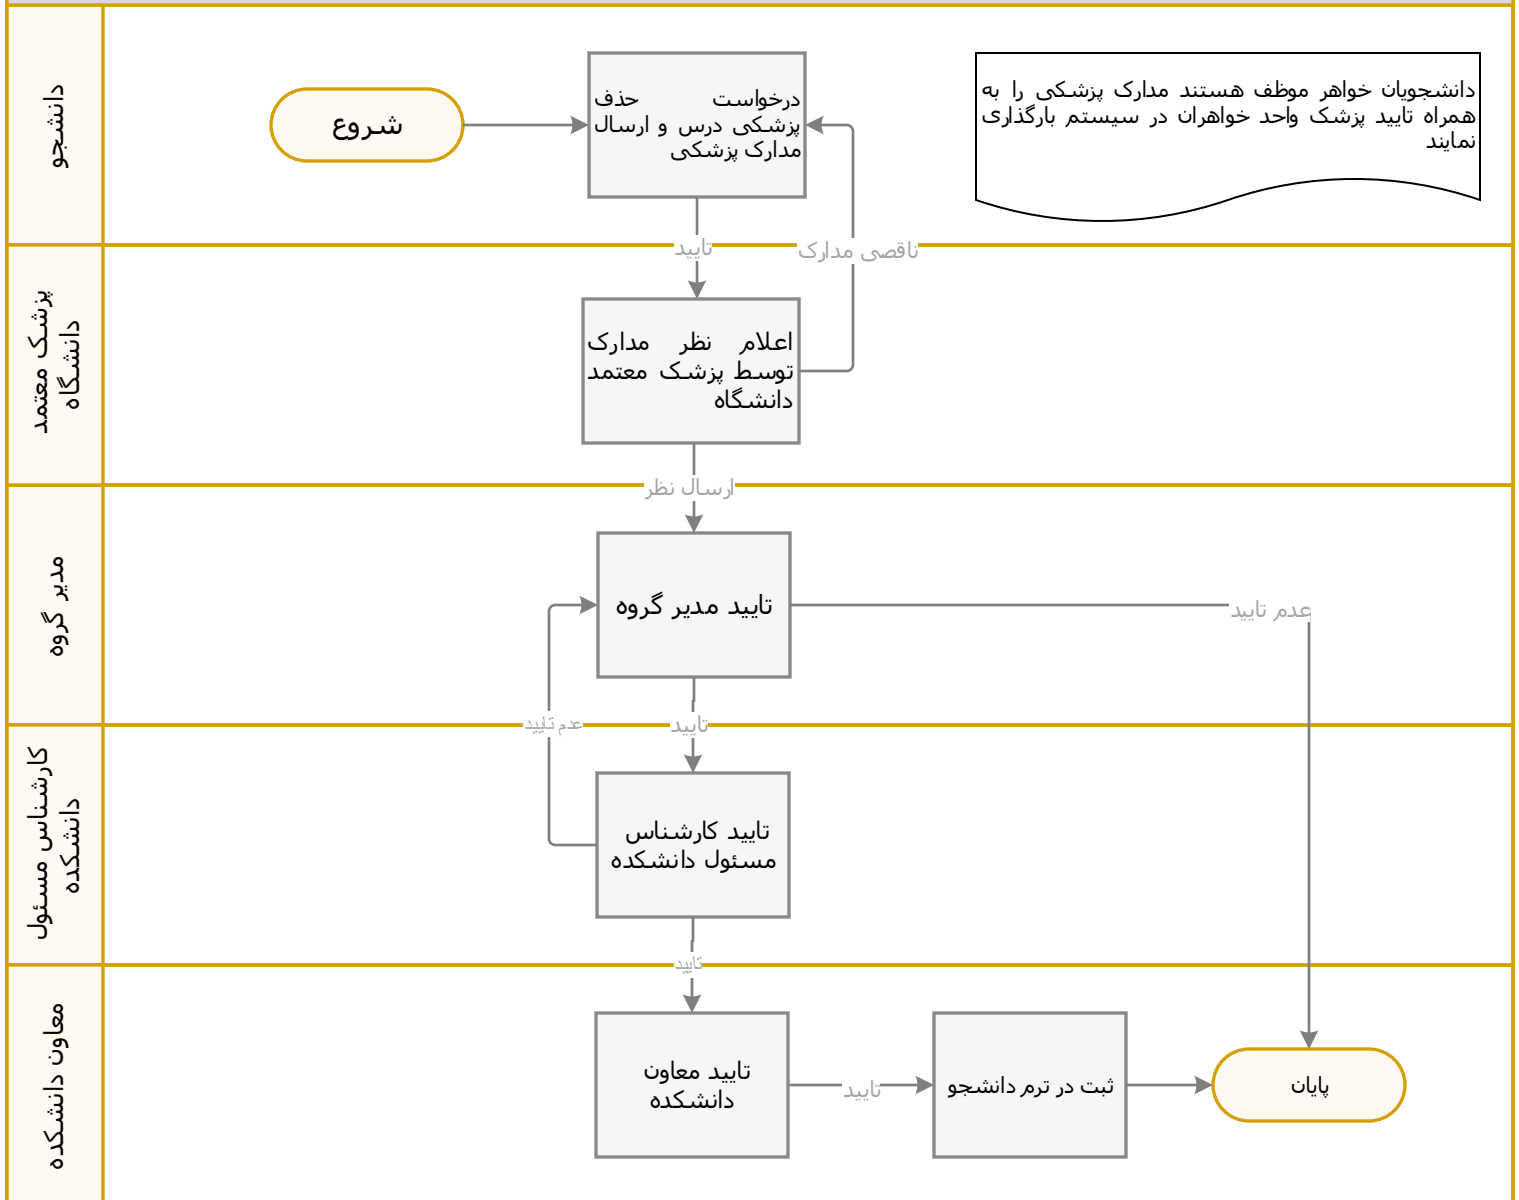 دانشجو
شروع
درخواست حذف
پزشکی درس و ارسال
مدارک پزشکی
دانشجویان خواهر موظف هستند مدارک پزشکی را به
همراه تایید پزشک واحد خواهران در سیستم بارگذاری
نمایند
تایید
ناقصی مدارک
پزشک معتمد
دانشگاه
اعلام نظر مدارک
توسط پزشک معتمد
دانشگاه
ارسال نظر
مدیر گروه
تایید مدیر گروه
عدم تایید
تایید
عدم تایید
کارشناس مسئول
دانشکده
تایید کارشناس
مسئول دانشکده
تایید
معاون دانشکده
تایید معاون
دانشکده
تایید
ثبت در ترم دانشجو
پایان